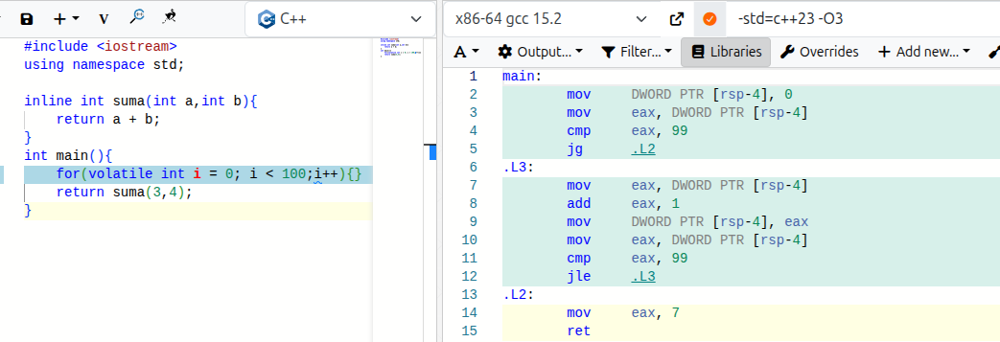 V
C++
x86-64 gcc 15.2
-std=c++23 -O3
A
Output...
Filter...
Libraries
Overrides
Add new...
#include <iostream>
using namespace std;
inline int suma(int a,int b){
    return a + b;
}
int main(){
    for(volatile int i = 0; i < 100;i++){}
    return suma(3,4);
}
1 main:
2         mov     DWORD PTR [rsp-4], 0
3         mov     eax, DWORD PTR [rsp-4]
4         cmp     eax, 99
5         jg      .L2
6 .L3:
7         mov     eax, DWORD PTR [rsp-4]
8         add     eax, 1
9         mov     DWORD PTR [rsp-4], eax
10         mov     eax, DWORD PTR [rsp-4]
11         cmp     eax, 99
12         jle     .L3
13 .L2:
14         mov     eax, 7
15         ret